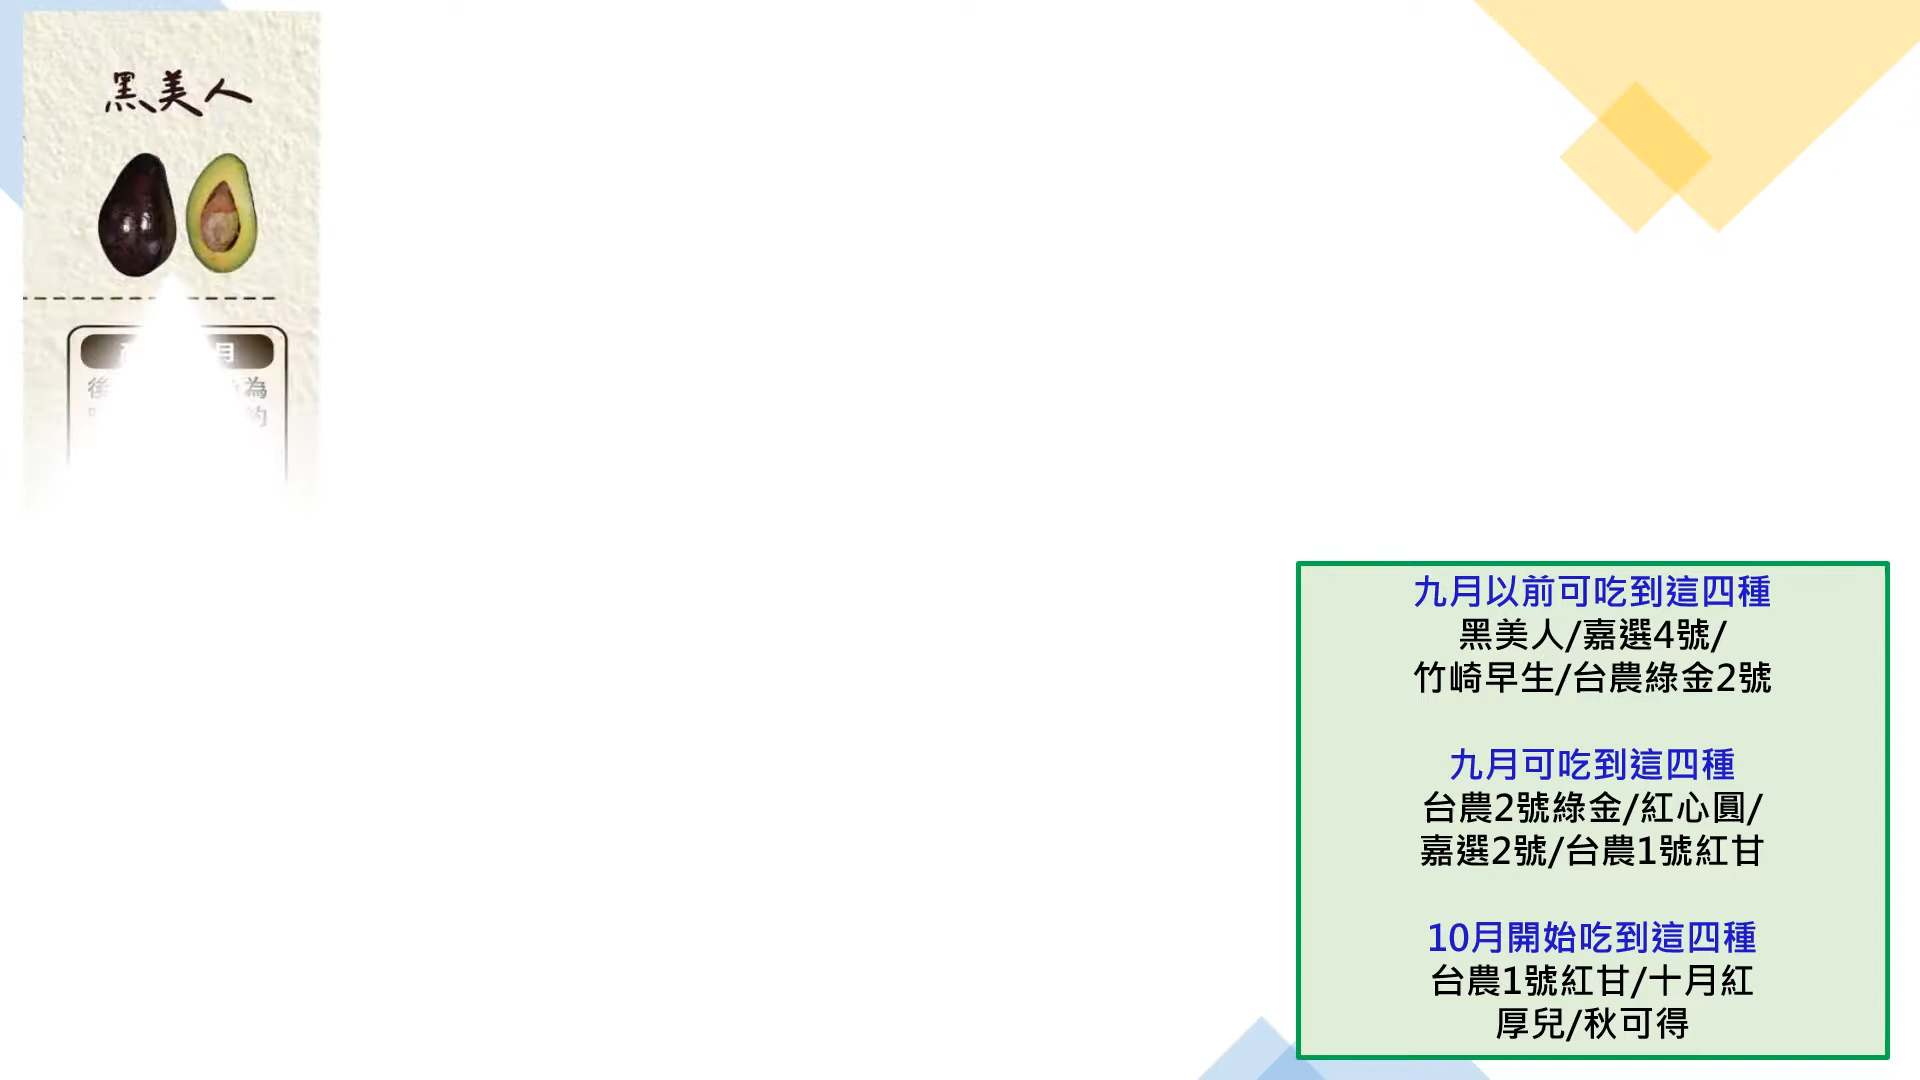 黑美人
月
後 為
的
九月以前可吃到這四種
黑美人/嘉選4號/
竹崎早生/台農綠金2號
九月可吃到這四種
台農2號綠金/紅心圓/
嘉選2號/台農1號紅甘
10月開始吃到這四種
台農1號紅甘/十月紅
厚兒/秋可得